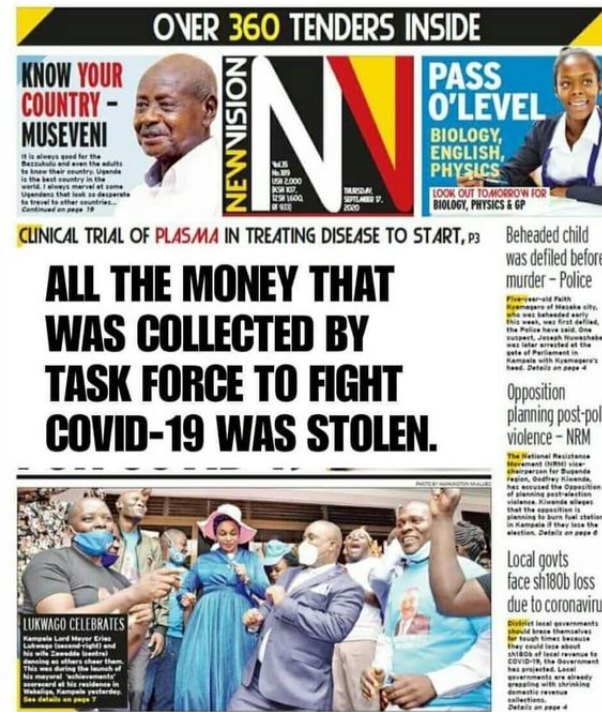 OVER 360 TENDERS INSIDE
KNOW YOUR
COUNTRY –
MUSEVENI
It is always good for the
Bazzukulu and even the adults
to know their country. Uganda
is the best country in the
world. I always marvel at some
Ugandans that look so desperate
to travel to other countries...
Continued on page 19
NEW VISION
N
USH 2,000
THURSDAY,
SEPTEMBER 17,
2020
PASS
O'LEVEL
BIOLOGY,
ENGLISH,
PHYSICS
LOOK OUT TOMORROW FOR
BIOLOGY, PHYSICS & GP
CLINICAL TRIAL OF PLASMA IN TREATING DISEASE TO START, P3
ALL THE MONEY THAT
WAS COLLECTED BY
TASK FORCE TO FIGHT
COVID-19 WAS STOLEN.
LUKWAGO CELEBRATES
Kampala Lord Mayor Erias
Lukwago (second-right) and
his wife Zawedde (centre)
dancing as others cheer them.
This was during the launch of
his mayoral 'achievements'
scorecard at his residence in
Wakaliga, Kampala yesterday.
See details on page 7
Beheaded child
was defiled before
murder – Police
Five-year-old Faith
Kyamagero of Masaka city,
who was beheaded early
this week, was first defiled,
the Police have said. One
suspect, Joseph Nuwashaba
was later arrested at the
gate of Parliament in
Kampala with Kyamagero's
head. Details on page 4
Opposition
planning post-pol
violence – NRM
The National Resistance
Movement (NRM) vice-
chairperson for Buganda
region, Godfrey Kiwanda,
has accused the Opposition
of planning post-election
violence. Kiwanda alleges
that the opposition is
planning to burn fuel station
in Kampala if they lose the
election. Details on page 6
Local govts
face sh180b loss
due to coronaviru
District local governments
should brace themselves
for tough times because
they could lose about
sh180b of local revenue to
COVID-19, the Government
has projected. Local
governments are already
grappling with shrinking
domestic revenue
collections.
Details on page 4